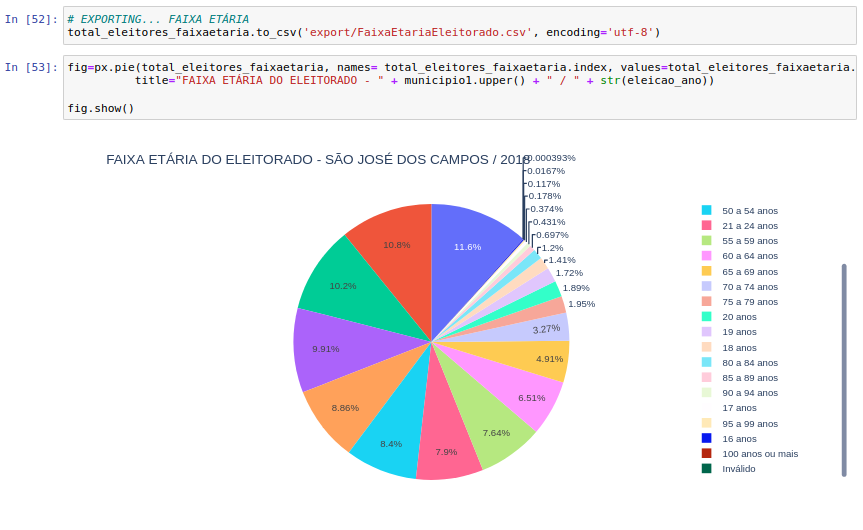 In [52]: # EXPORTING... FAIXA ETÁRIA
total_eleitores_faixaetaria.to_csv('export/FaixaEtariaEleitorado.csv', encoding='utf-8')
In [53]: fig=px.pie(total_eleitores_faixaetaria, names= total_eleitores_faixaetaria.index, values=total_eleitores_faixaetaria.
title="FAIXA ETÁRIA DO ELEITORADO - " + municipio1.upper() + " / " + str(eleicao_ano))
fig.show()
FAIXA ETÁRIA DO ELEITORADO - SÃO JOSÉ DOS CAMPOS / 2018
0.000393%
0.0167%
0.117%
0.178%
0.374%
0.431%
0.697%
1.2%
1.41%
1.72%
1.89%
1.95%
3.27%
4.91%
6.51%
7.64%
7.9%
8.4%
8.86%
9.91%
10.2%
10.8%
11.6%
50 a 54 anos
21 a 24 anos
55 a 59 anos
60 a 64 anos
65 a 69 anos
70 a 74 anos
75 a 79 anos
20 anos
19 anos
18 anos
80 a 84 anos
85 a 89 anos
90 a 94 anos
17 anos
95 a 99 anos
16 anos
100 anos ou mais
Inválido